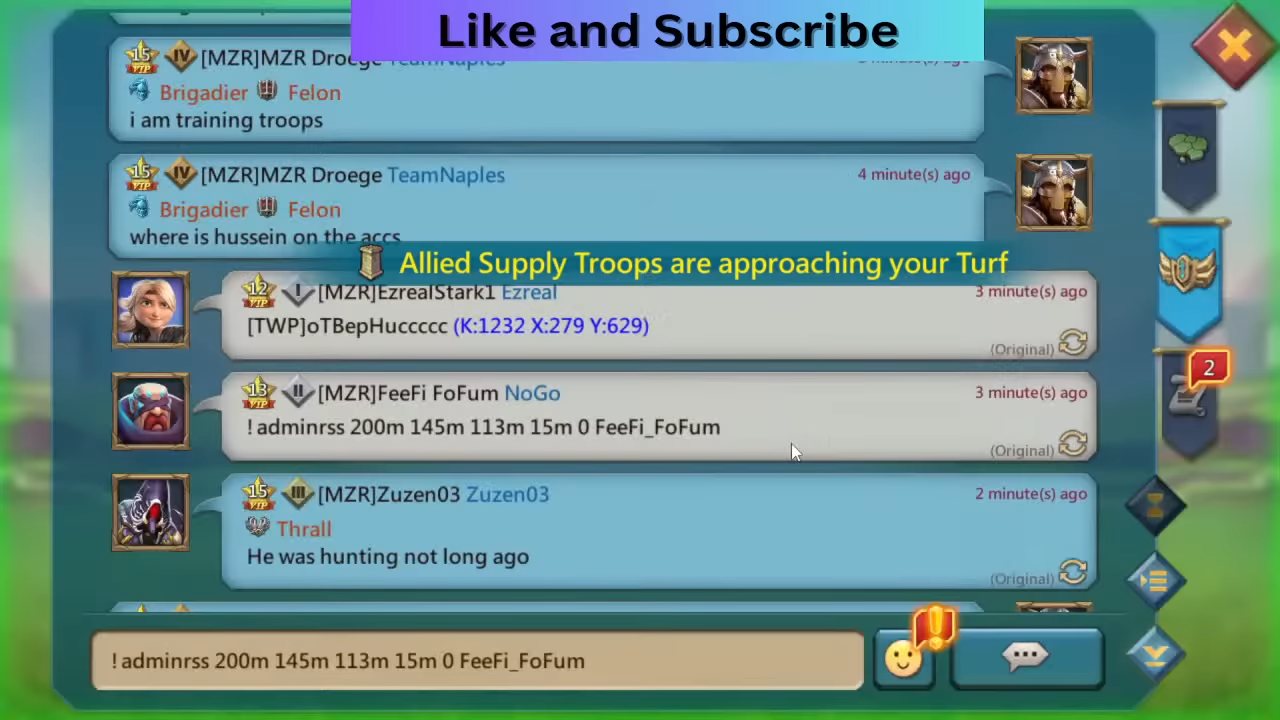 Like and Subscribe
15 VIP IV [MZR]MZR Droege TeamNaples
Brigadier Felon
i am training troops
15 VIP IV [MZR]MZR Droege TeamNaples 4 minute(s) ago
Brigadier Felon
where is hussein on the accs
Allied Supply Troops are approaching your Turf
12 VIP I [MZR]EzrealStark1 Ezreal 3 minute(s) ago
[TWP]oTBepHuccccc (K:1232 X:279 Y:629)
(Original)
13 VIP II [MZR]FeeFi FoFum NoGo 3 minute(s) ago
!adminrss 200m 145m 113m 15m 0 FeeFi_FoFum
(Original)
2
15 VIP III [MZR]Zuzen03 Zuzen03 2 minute(s) ago
Thrall
He was hunting not long ago
(Original)
!adminrss 200m 145m 113m 15m 0 FeeFi_FoFum